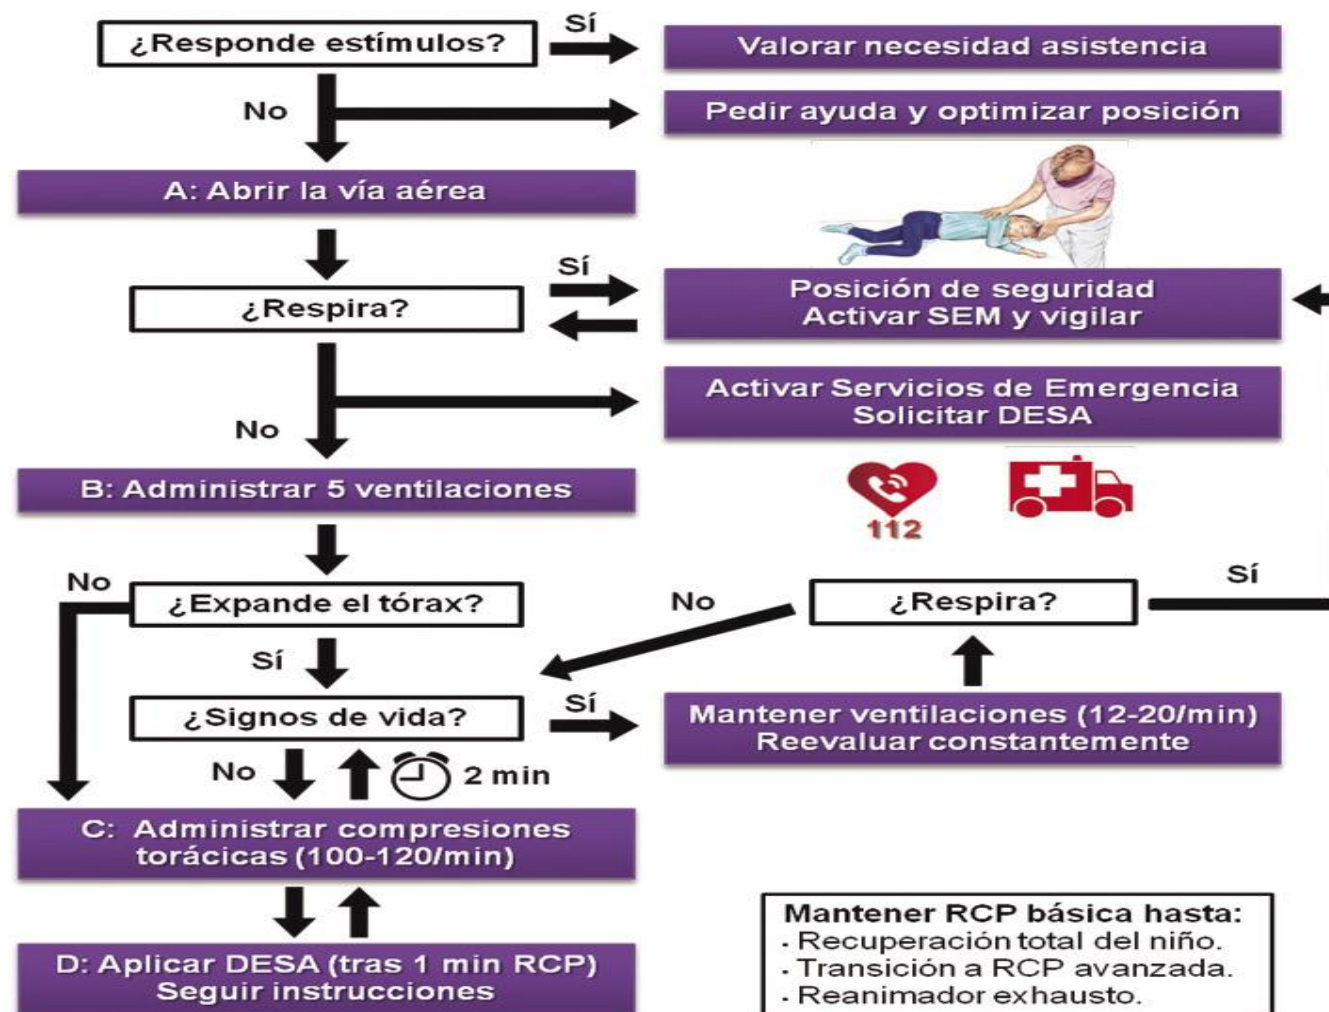 ¿Responde estímulos?
Sí
Valorar necesidad asistencia
No
Pedir ayuda y optimizar posición
A: Abrir la vía aérea
¿Respira?
Sí
Posición de seguridad
Activar SEM y vigilar
No
Activar Servicios de Emergencia
Solicitar DESA
112
B: Administrar 5 ventilaciones
¿Expande el tórax?
No
Sí
¿Signos de vida?
Sí
Mantener ventilaciones (12-20/min)
Reevaluar constantemente
¿Respira?
No
Sí
No
2 min
C: Administrar compresiones
torácicas (100-120/min)
D: Aplicar DESA (tras 1 min RCP)
Seguir instrucciones
Mantener RCP básica hasta:
- Recuperación total del niño.
- Transición a RCP avanzada.
- Reanimador exhausto.